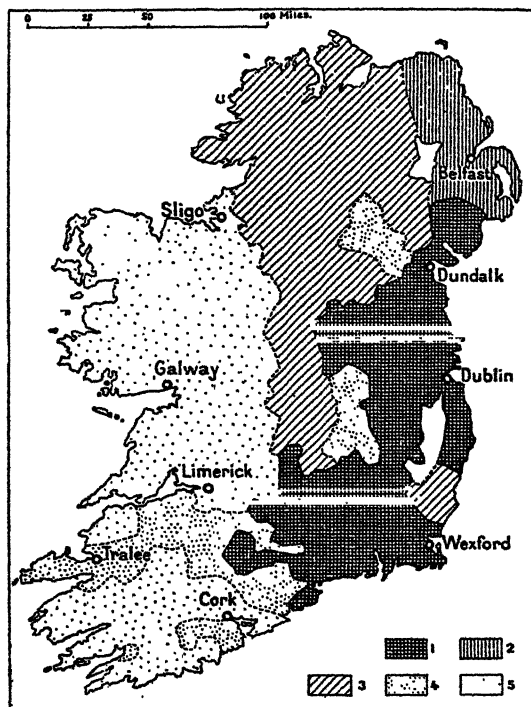 0 25 50 100 Miles.
Belfast
Sligo
Dundalk
Galway
Dublin
Limerick
Tralee
Wexford
Cork
1 2
3 4 5